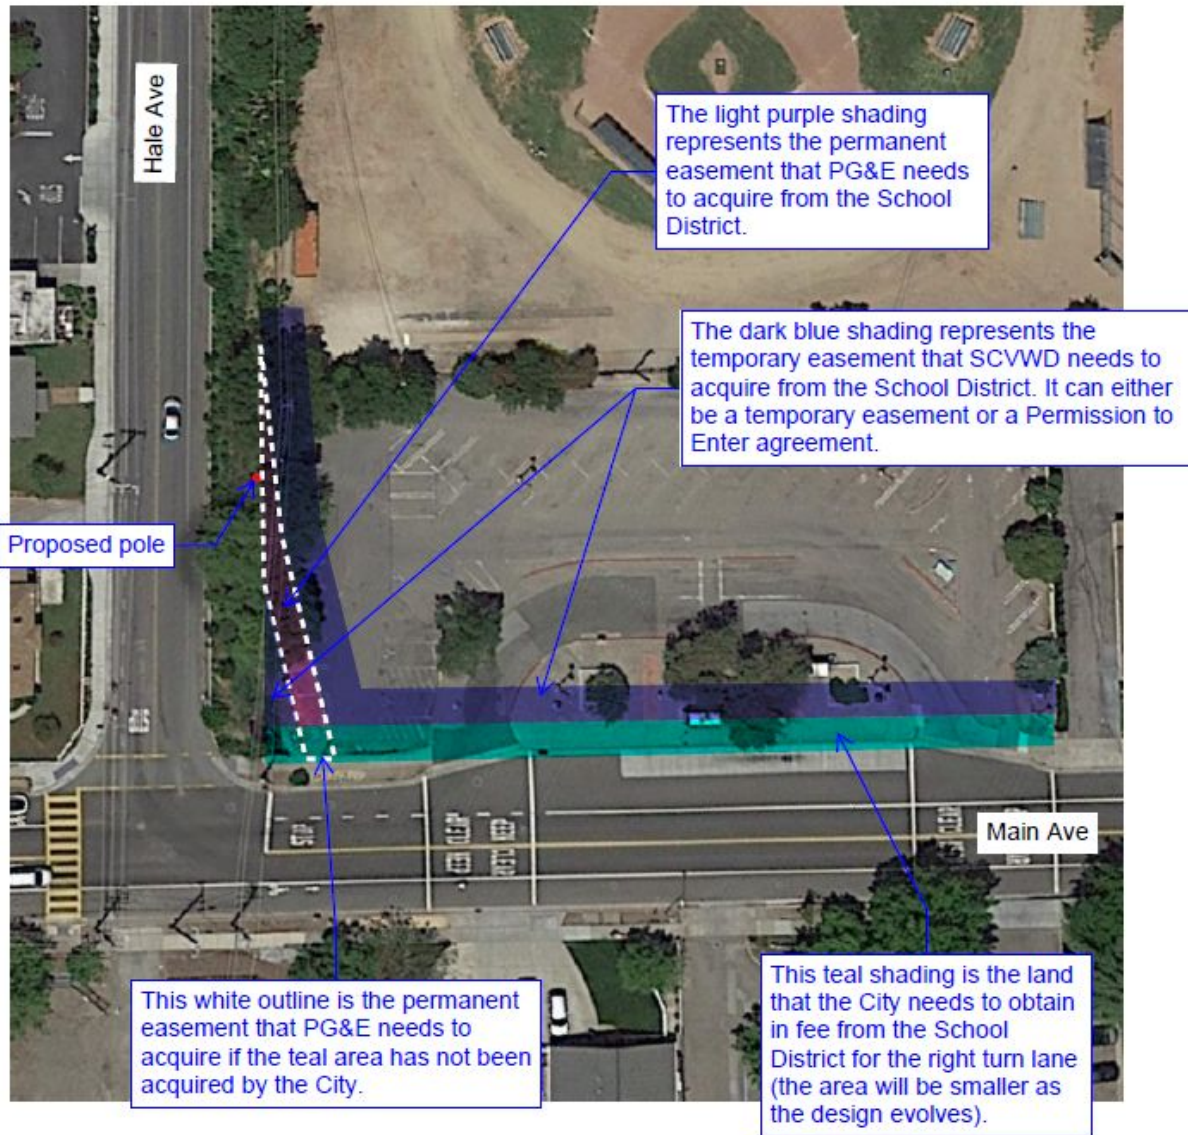 Hale Ave
The light purple shading
represents the permanent
easement that PG&E needs
to acquire from the School
District.
The dark blue shading represents the
temporary easement that SCVWD needs to
acquire from the School District. It can either
be a temporary easement or a Permission to
Enter agreement.
Proposed pole
STOP
KEEP CLEAR
Main Ave
This white outline is the permanent
easement that PG&E needs to
acquire if the teal area has not been
acquired by the City.
This teal shading is the land
that the City needs to obtain
in fee from the School
District for the right turn lane
(the area will be smaller as
the design evolves).